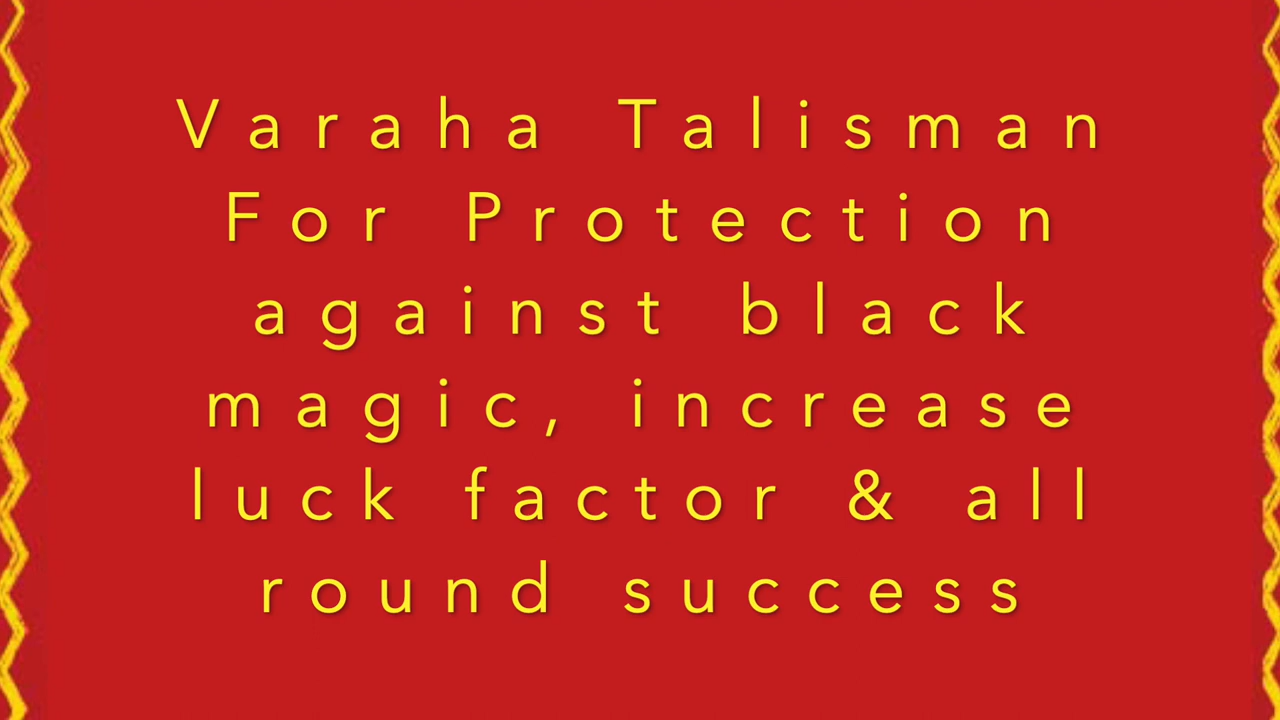 Varaha Talisman
For Protection
against black
magic, increase
luck factor & all
round success